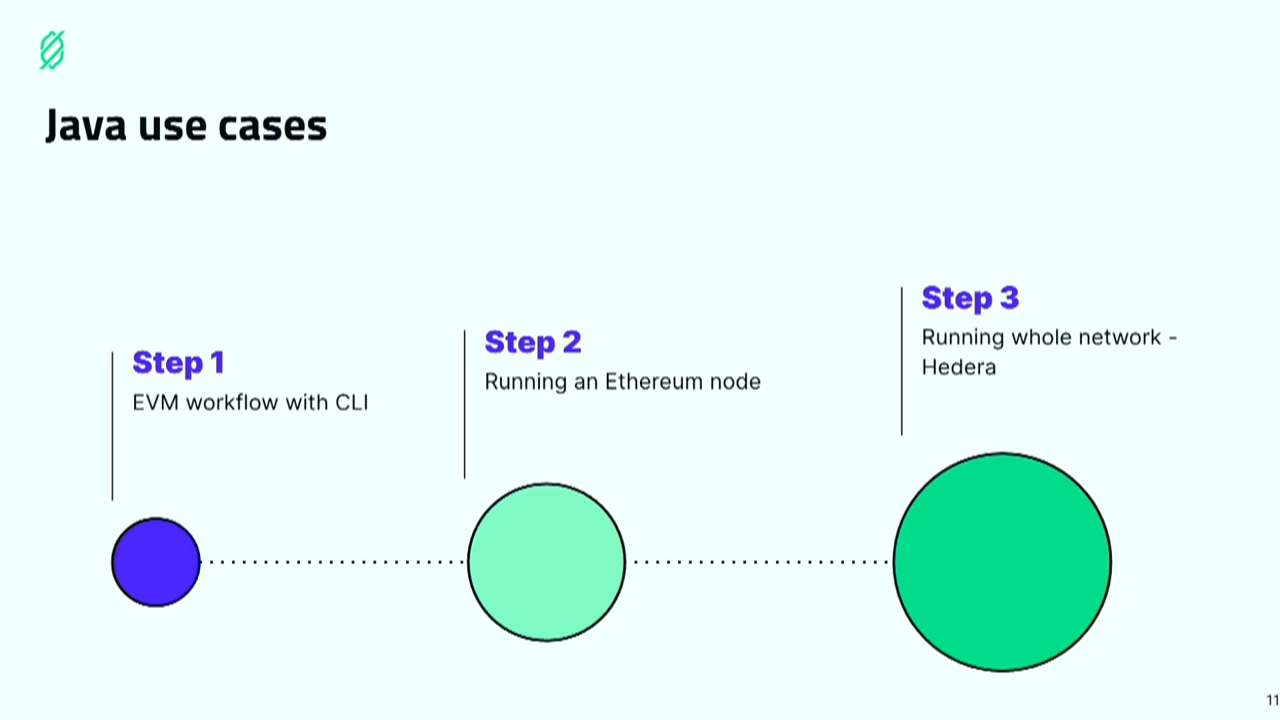 Java use cases
Step 1
EVM workflow with CLI
Step 2
Running an Ethereum node
Step 3
Running whole network -
Hedera
11